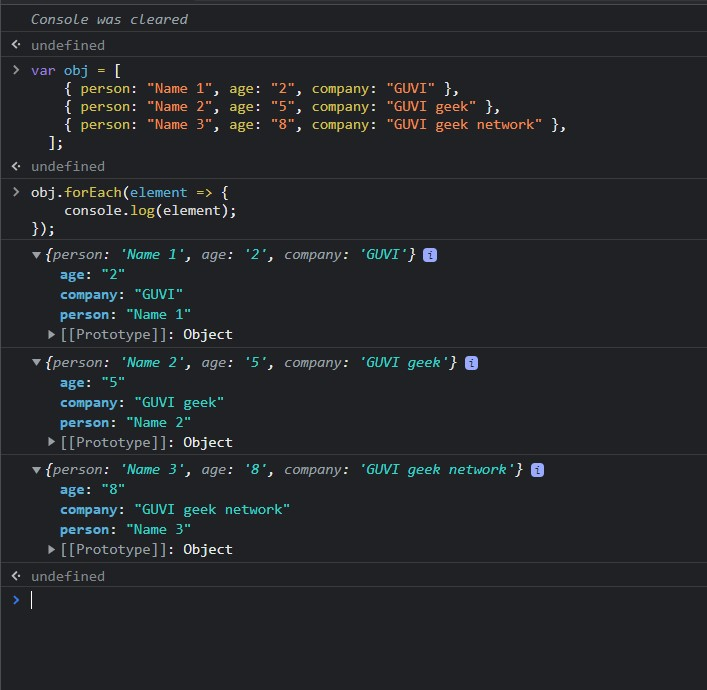 Console was cleared
undefined
var obj = [
{ person: "Name 1", age: "2", company: "GUVI" },
{ person: "Name 2", age: "5", company: "GUVI geek" },
{ person: "Name 3", age: "8", company: "GUVI geek network" },
];
undefined
obj.forEach(element => {
console.log(element);
});
{person: 'Name 1', age: '2', company: 'GUVI'} i
age: "2"
company: "GUVI"
person: "Name 1"
[[Prototype]]: Object
{person: 'Name 2', age: '5', company: 'GUVI geek'} i
age: "5"
company: "GUVI geek"
person: "Name 2"
[[Prototype]]: Object
{person: 'Name 3', age: '8', company: 'GUVI geek network'} i
age: "8"
company: "GUVI geek network"
person: "Name 3"
[[Prototype]]: Object
undefined